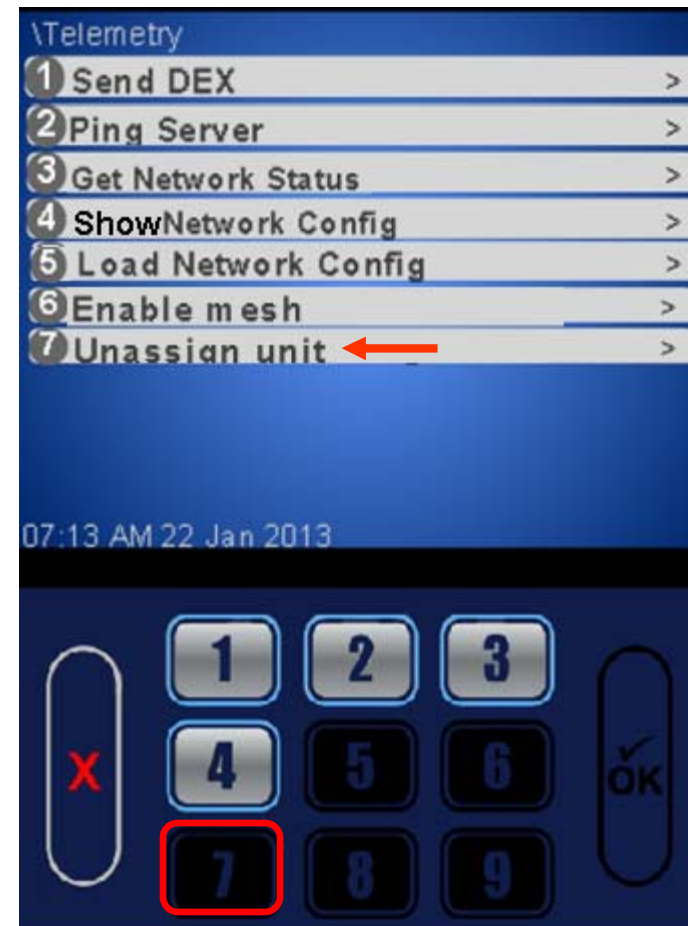 \Telemetry
1 Send DEX >
2 Ping Server >
3 Get Network Status >
4 ShowNetwork Config >
5 Load Network Config >
6 Enable mesh >
7 Unassign unit >
07:13 AM 22 Jan 2013
1 2 3
X 4 5 6 OK
7 8 9